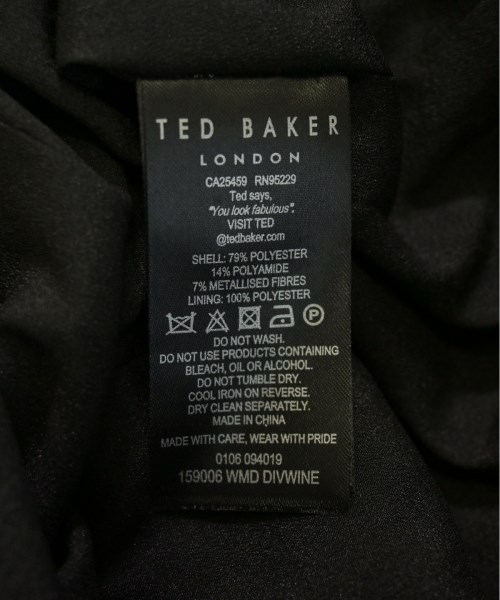 TED BAKER
LONDON
CA25459 RN95229
Ted says,
"You look fabulous".
VISIT TED
@tedbaker.com
SHELL: 79% POLYESTER
14% POLYAMIDE
7% METALLISED FIBRES
LINING: 100% POLYESTER
P
DO NOT WASH.
DO NOT USE PRODUCTS CONTAINING
BLEACH, OIL OR ALCOHOL.
DO NOT TUMBLE DRY.
COOL IRON ON REVERSE.
DRY CLEAN SEPARATELY.
MADE IN CHINA
MADE WITH CARE, WEAR WITH PRIDE
0106 094019
159006 WMD DIVWINE